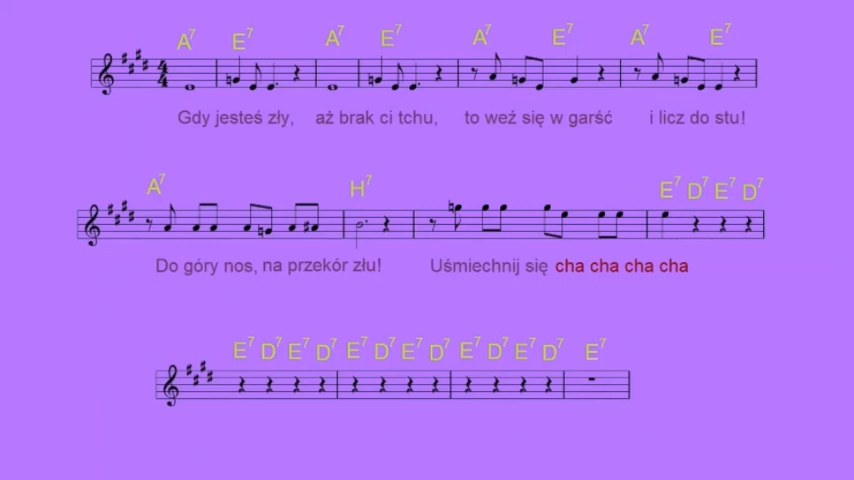 A7 E7 A7 E7 A7 E7 A7 E7
4 4
Gdy jesteś zły, aż brak ci tchu, to weź się w garść i licz do stu!
A7 H7 E7 D7 E7 D7
Do góry nos, na przekór złu! Uśmiechnij się cha cha cha cha
E7 D7 E7 D7 E7 D7 E7 D7 E7 D7 E7 D7 E7